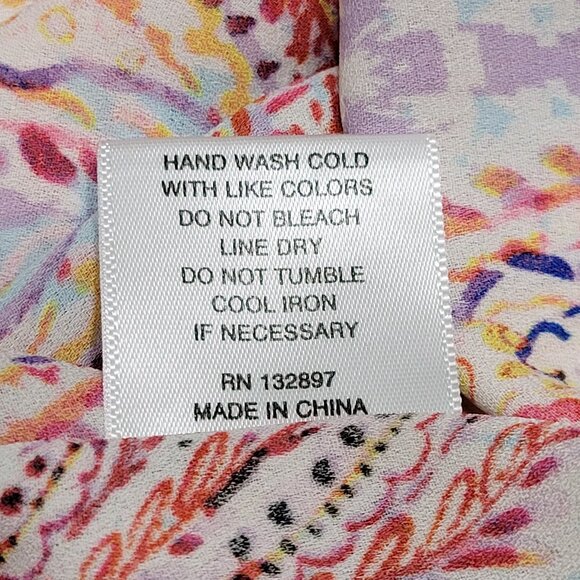 HAND WASH COLD
WITH LIKE COLORS
DO NOT BLEACH
LINE DRY
DO NOT TUMBLE
COOL IRON
IF NECESSARY
RN 132897
MADE IN CHINA